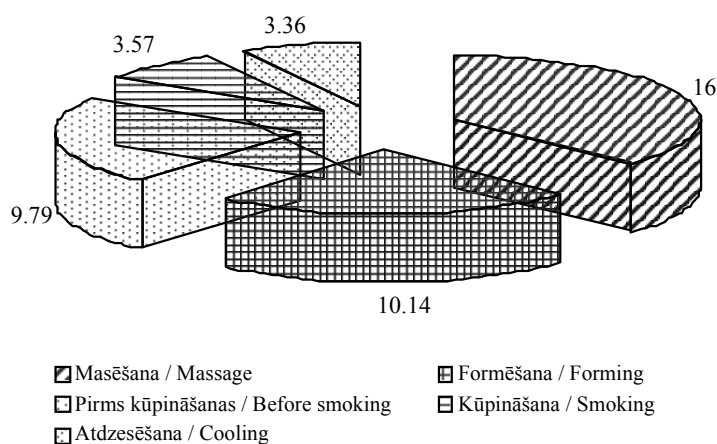 3.36
3.57
16
9.79
10.14
Masēšana / Massage
Formēšana / Forming
Pirms kūpināšanas / Before smoking
Kūpināšana / Smoking
Atdzesēšana / Cooling